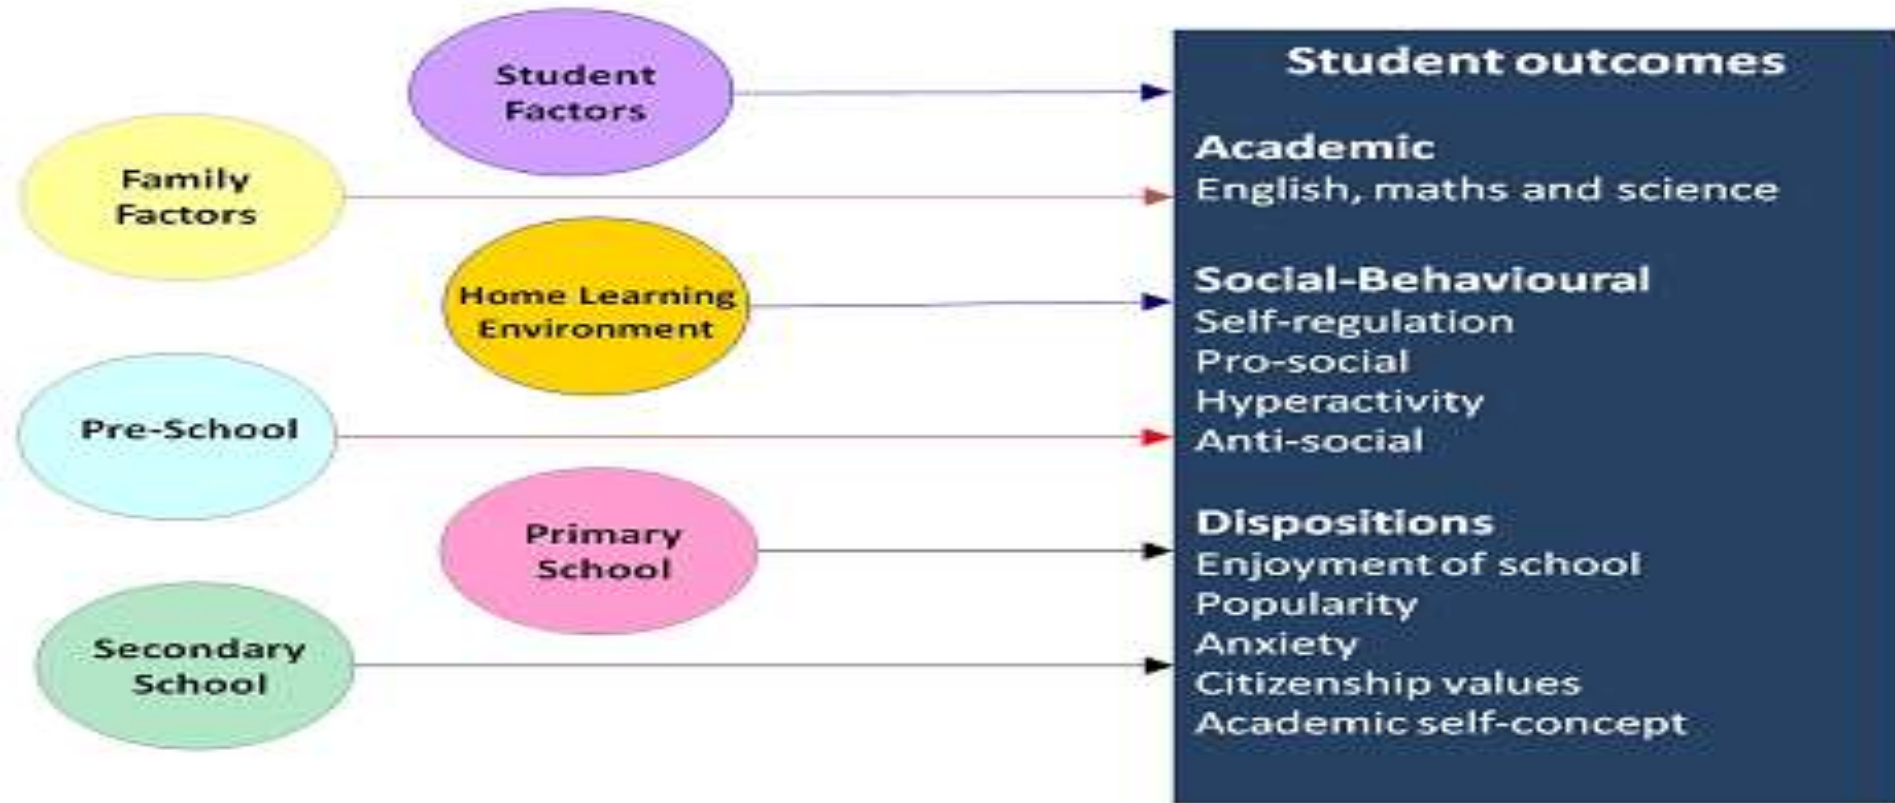 Student
Factors
Family
Factors
Home Learning
Environment
Pre-School
Primary
School
Secondary
School
Student outcomes
Academic
English, maths and science
Social-Behavioural
Self-regulation
Pro-social
Hyperactivity
Anti-social
Dispositions
Enjoyment of school
Popularity
Anxiety
Citizenship values
Academic self-concept